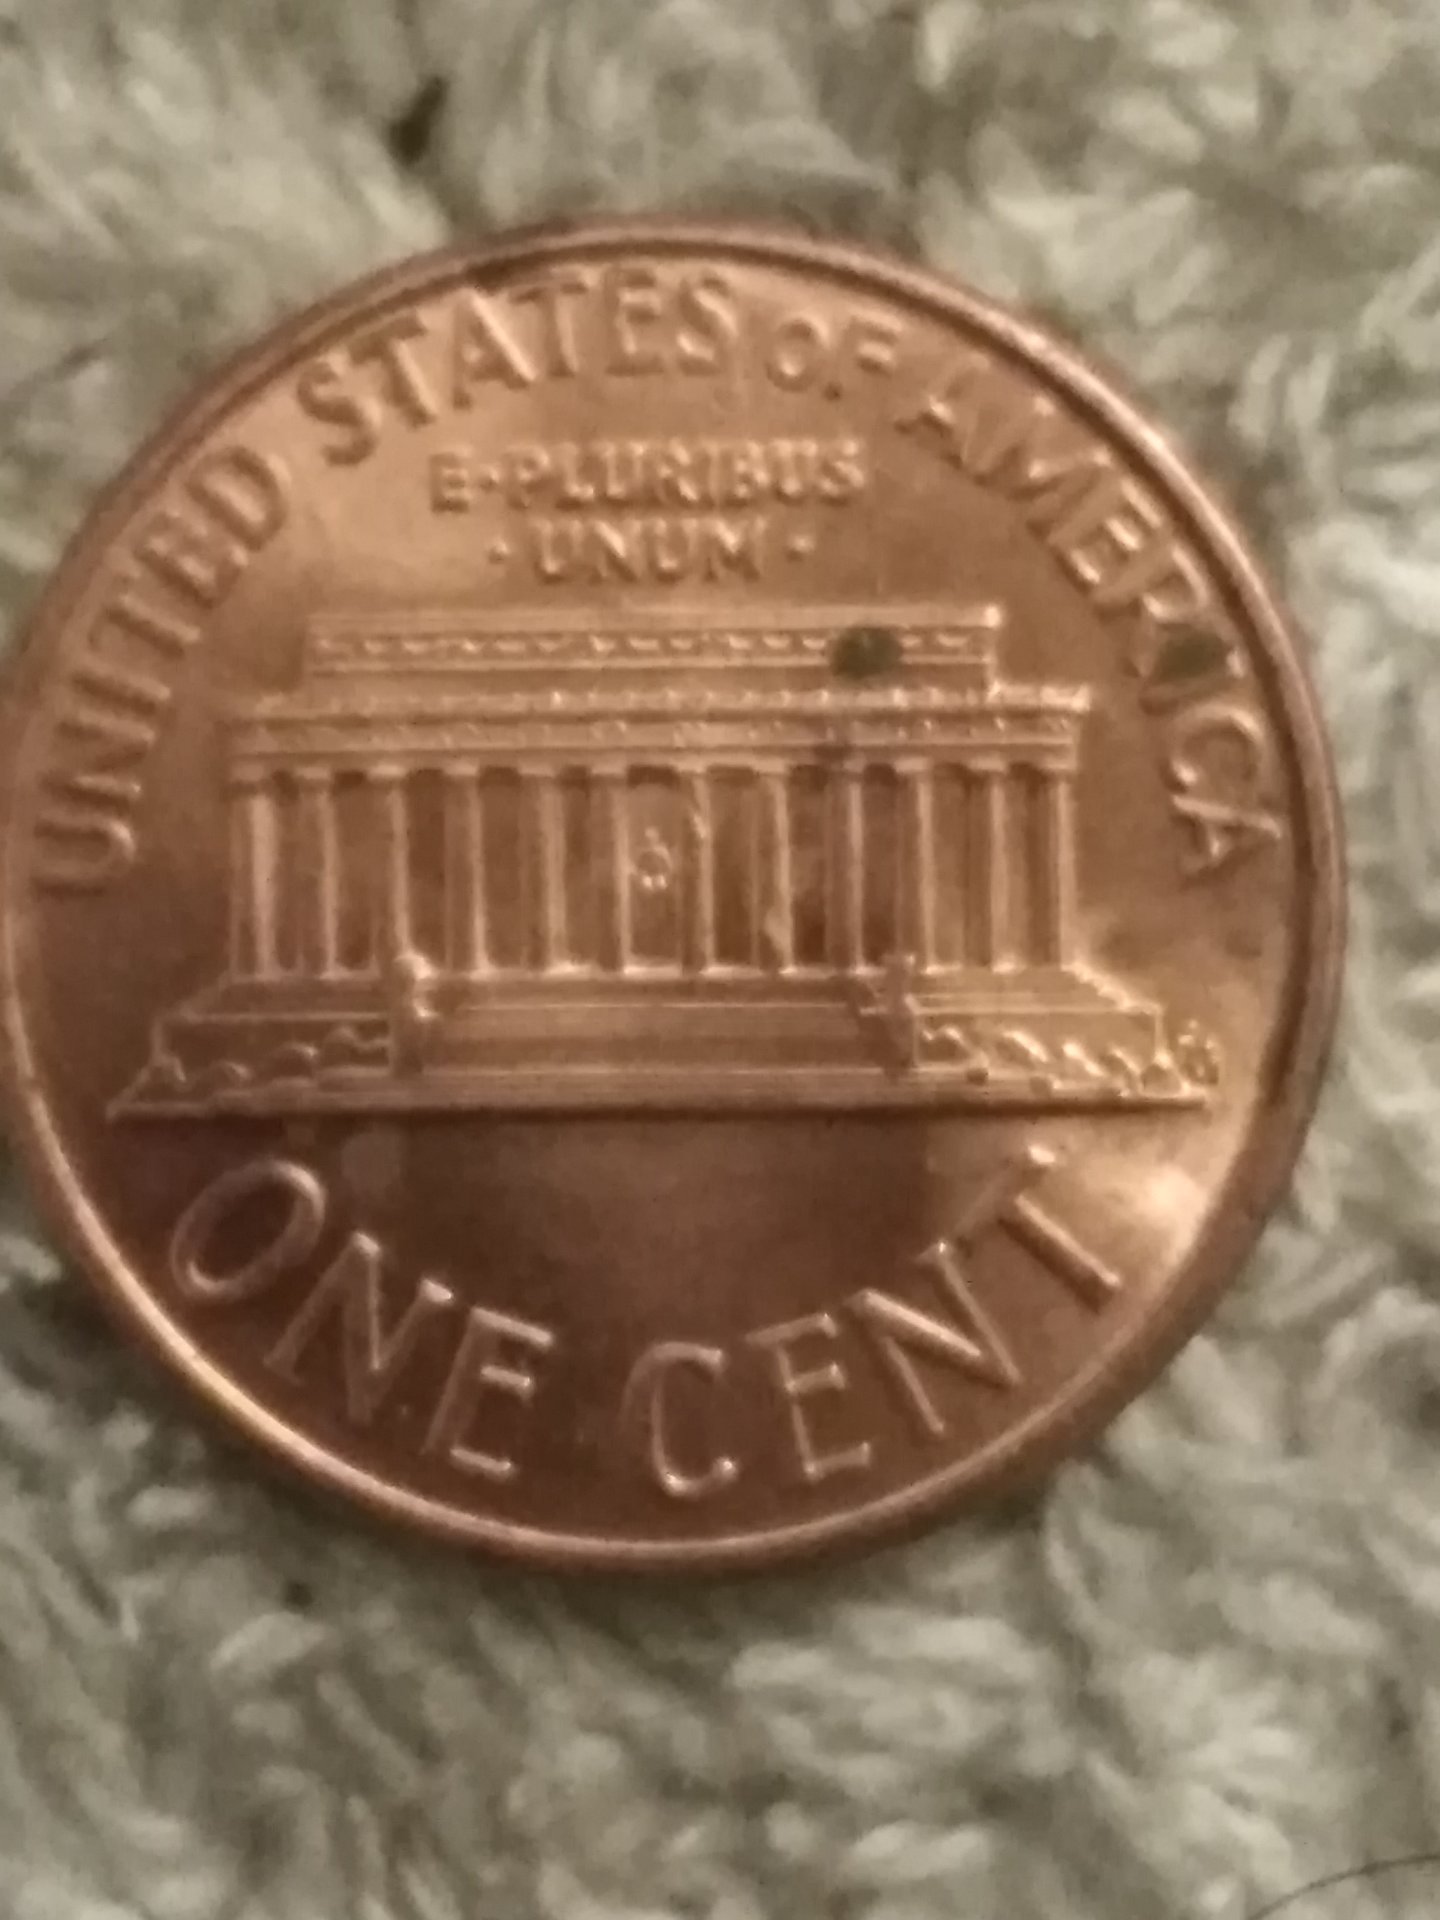 UNITED STATES OF AMERICA
E·PLURIBUS
·UNUM·
ONE CENT